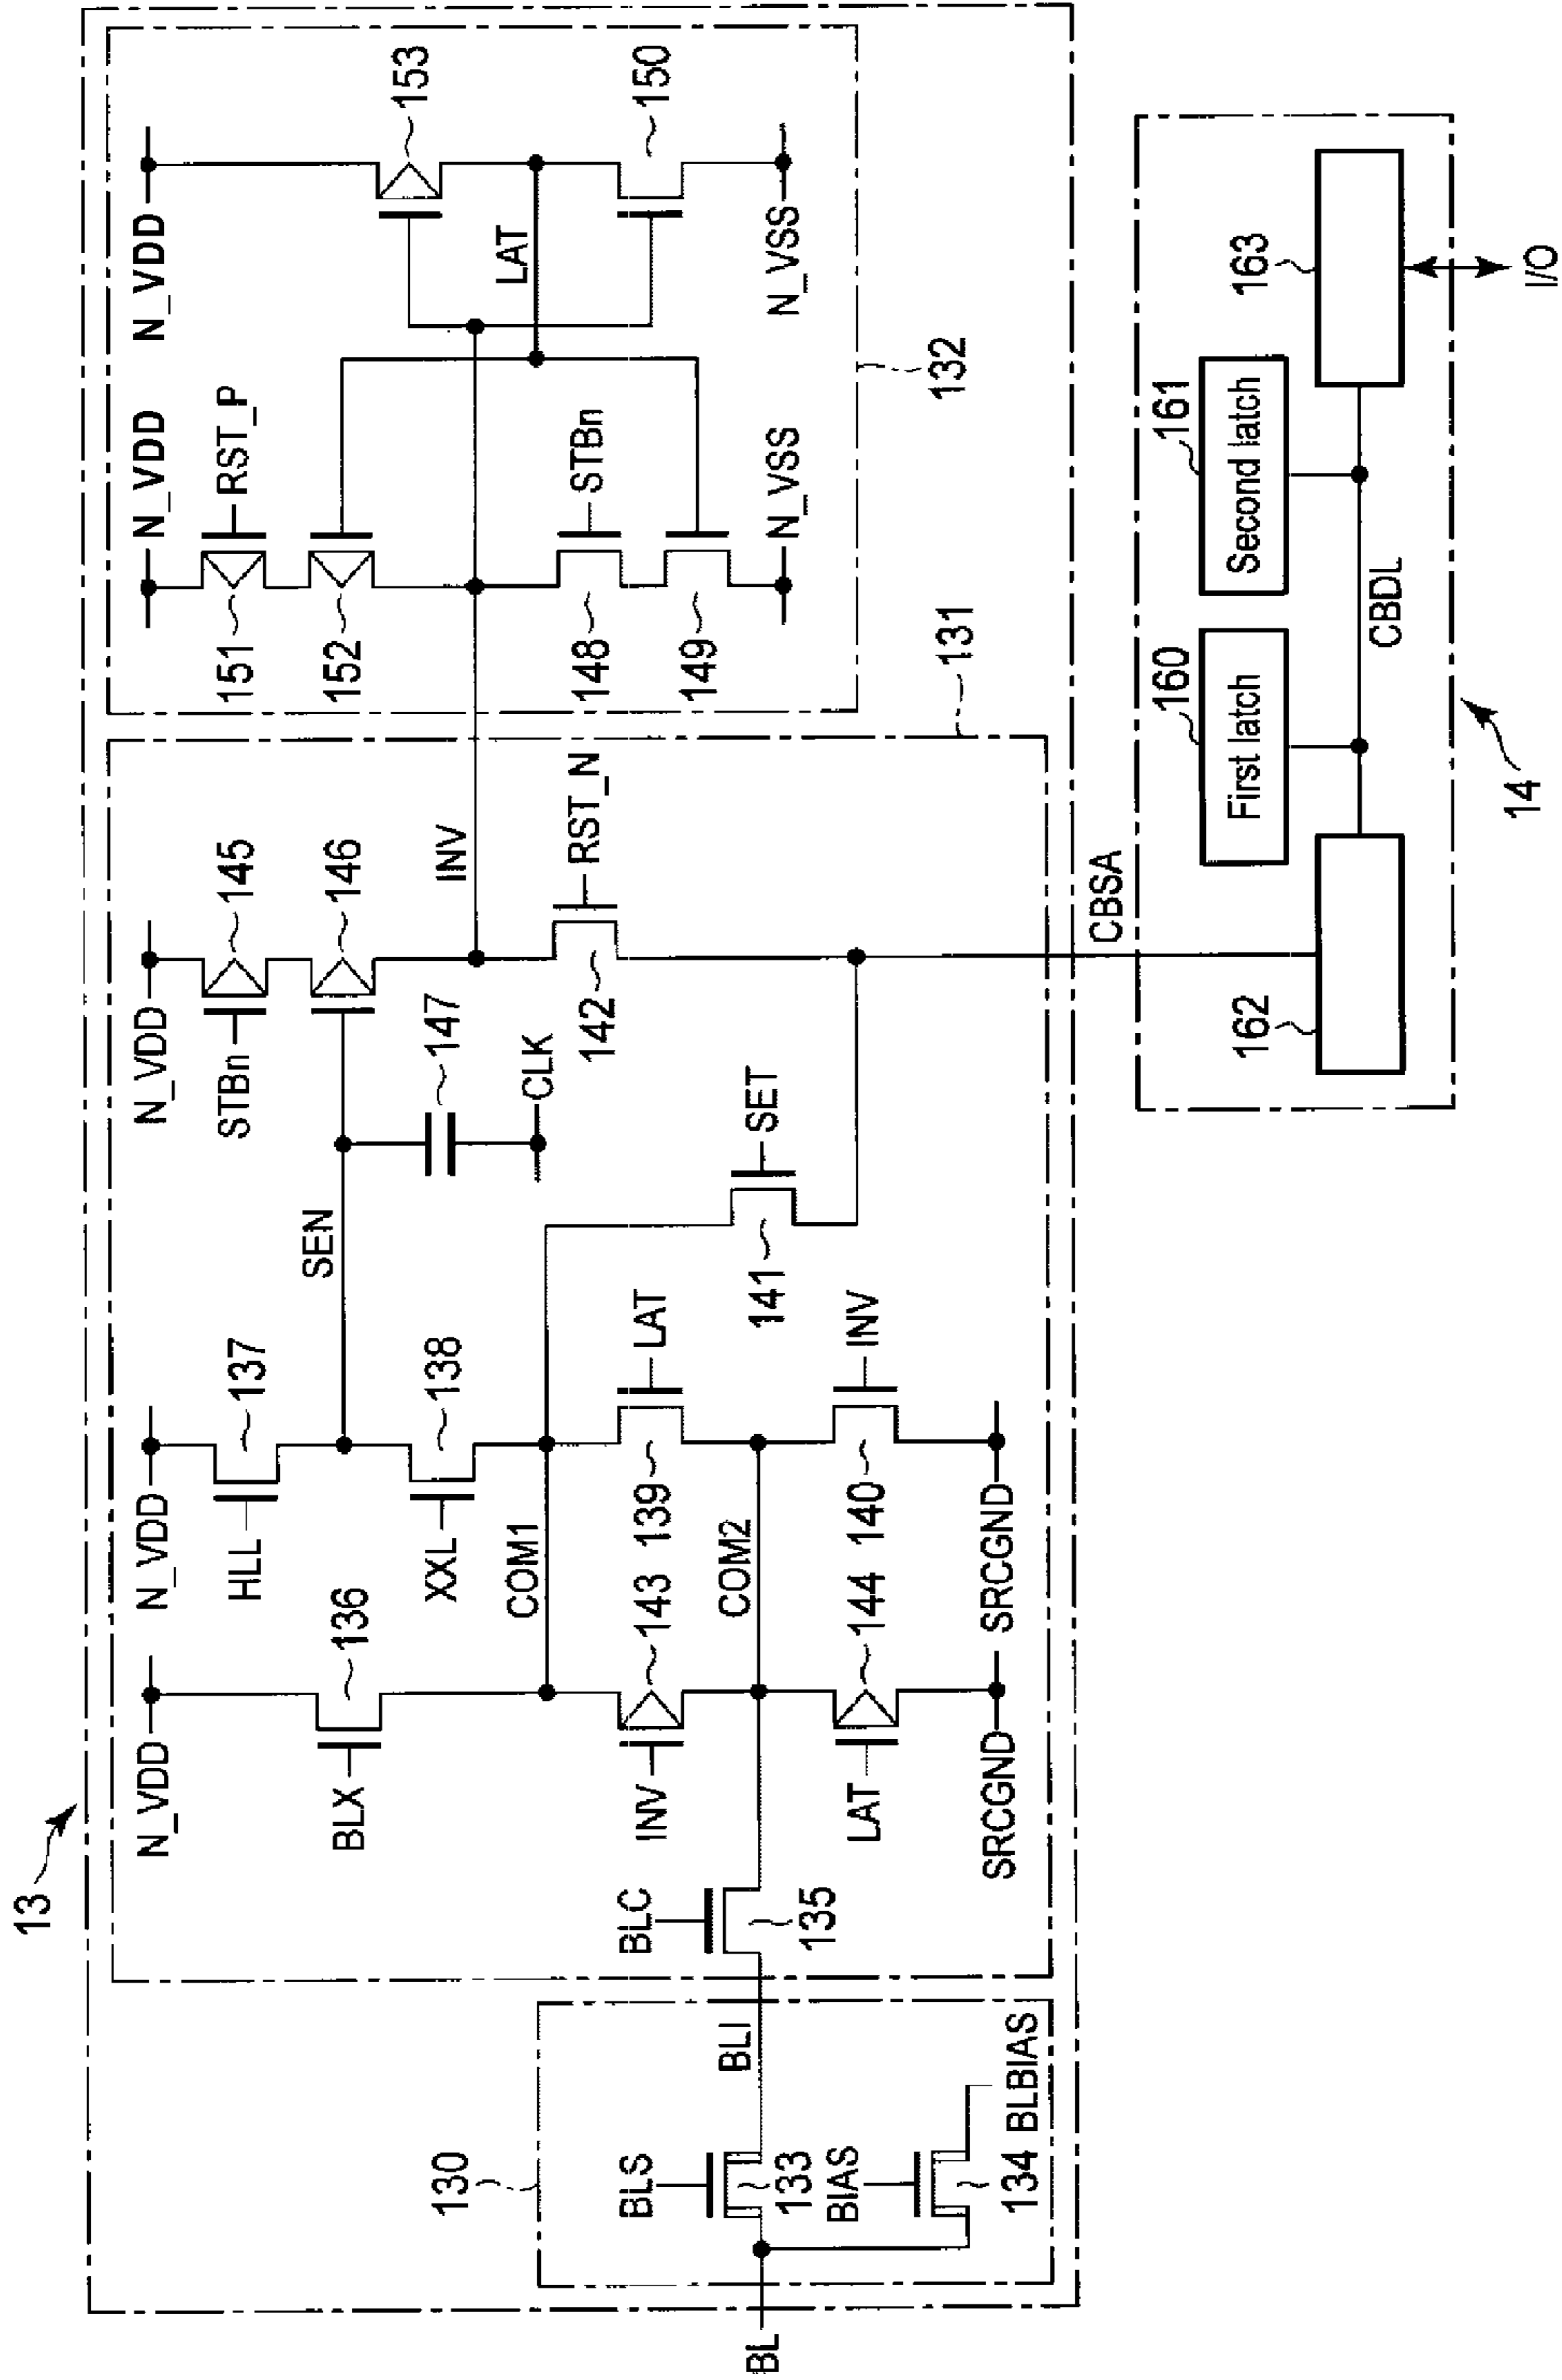 13
130
BL
BLS
133
BIAS
134
BLBIAS
BLI
BLC
135
N_VDD
BLX
136
N_VDD
HLL
137
XXL
138
SEN
COM1
INV
143
139
LAT
COM2
LAT
144
140
INV
SRCGND
SRCGND
141
SET
N_VDD
STBn
145
146
147
CLK
INV
142
RST_N
131
CBSA
N_VDD
RST_P
151
152
148
STBn
149
N_VSS
N_VDD
153
LAT
150
N_VSS
132
162
160
First latch
161
Second latch
CBDL
163
I/O
14